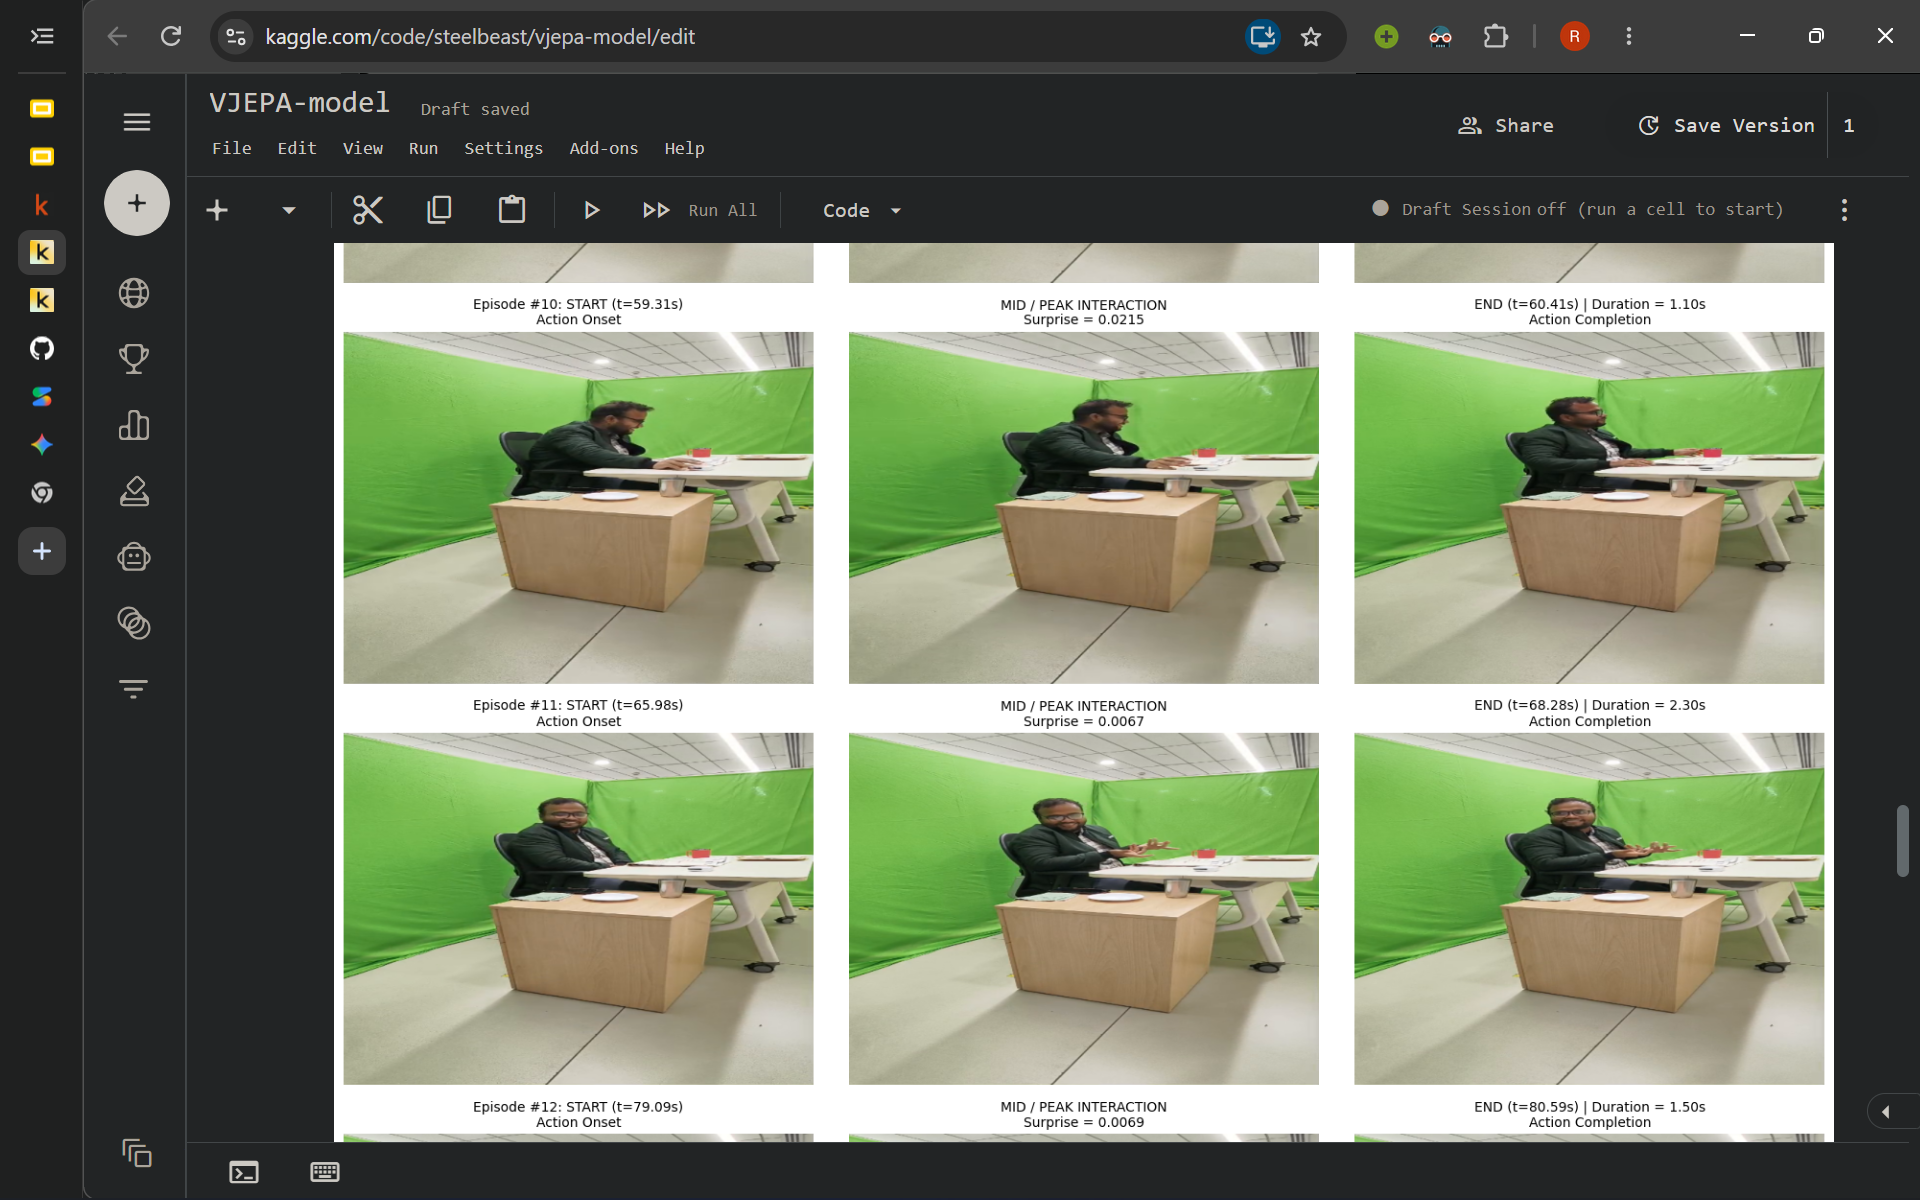 kaggle.com/code/steelbeast/vjepa-model/edit
R
VJEPA-model
Draft saved
File Edit View Run Settings Add-ons Help
Share
Save Version
1
Run All
Code
Draft Session off (run a cell to start)
k
k
k
Episode #10: START (t=59.31s)
Action Onset
MID / PEAK INTERACTION
Surprise = 0.0215
END (t=60.41s) | Duration = 1.10s
Action Completion
Episode #11: START (t=65.98s)
Action Onset
MID / PEAK INTERACTION
Surprise = 0.0067
END (t=68.28s) | Duration = 2.30s
Action Completion
Episode #12: START (t=79.09s)
Action Onset
MID / PEAK INTERACTION
Surprise = 0.0069
END (t=80.59s) | Duration = 1.50s
Action Completion